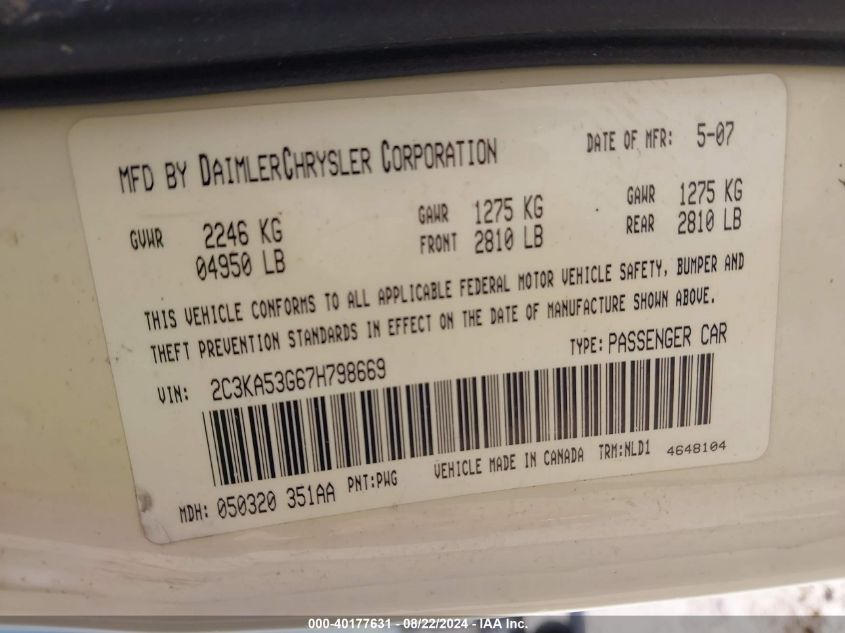 MFD BY DAIMLERCHRYSLER CORPORATION DATE OF MFR: 5-07
GVWR 2246 KG GAWR 1275 KG GAWR 1275 KG
04950 LB FRONT 2810 LB REAR 2810 LB
THIS VEHICLE CONFORMS TO ALL APPLICABLE FEDERAL MOTOR VEHICLE SAFETY, BUMPER AND
THEFT PREVENTION STANDARDS IN EFFECT ON THE DATE OF MANUFACTURE SHOWN ABOVE.
VIN: 2C3KA53G67H798669 TYPE: PASSENGER CAR
MDH: 050320 351AA PNT:PWG VEHICLE MADE IN CANADA TRM:NLD1 4648104
000-40177631 - 08/22/2024 - IAAI.COM